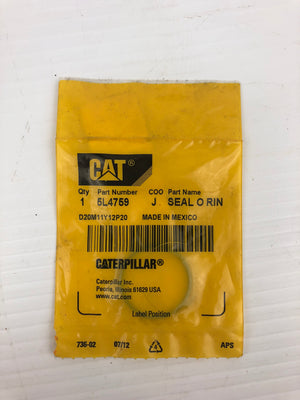 CAT
Qty Part Number COO Part Name
1 5L4759 J SEAL O RIN
D20M11Y12P20 MADE IN MEXICO
CATERPILLAR®
Caterpillar Inc.
Peoria, Illinois 61629 USA
www.cat.com
Label Position
736-02 07/12 APS